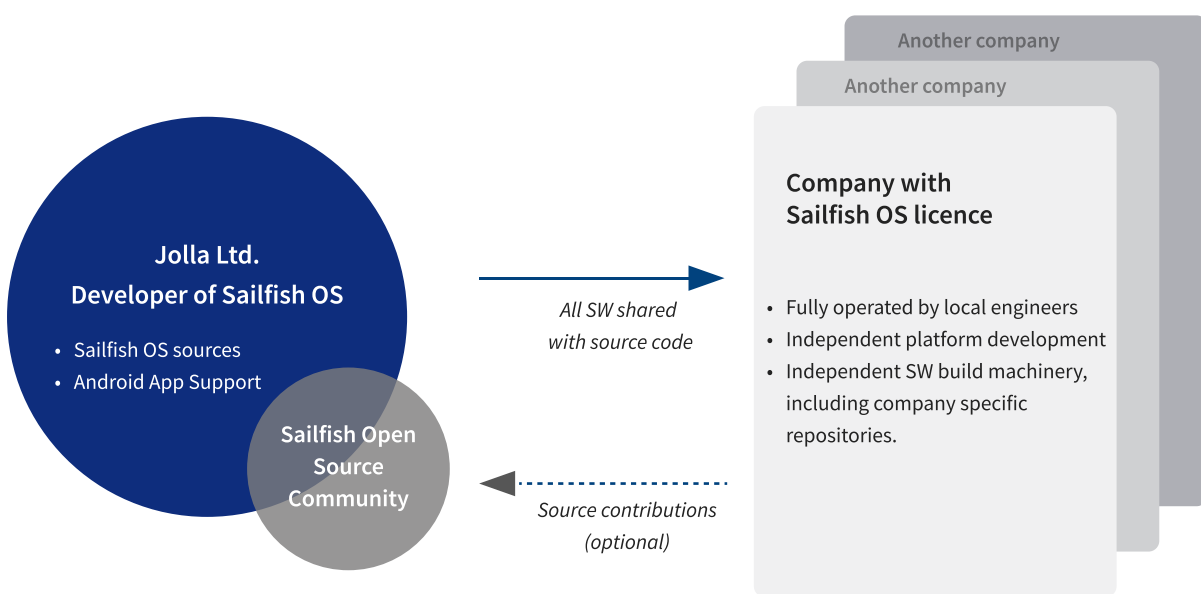 Another company
Another company
Company with
Sailfish OS licence
• Fully operated by local engineers
• Independent platform development
• Independent SW build machinery,
including company specific
repositories.
Jolla Ltd.
Developer of Sailfish OS
• Sailfish OS sources
• Android App Support
Sailfish Open
Source
Community
All SW shared
with source code
Source contributions
(optional)